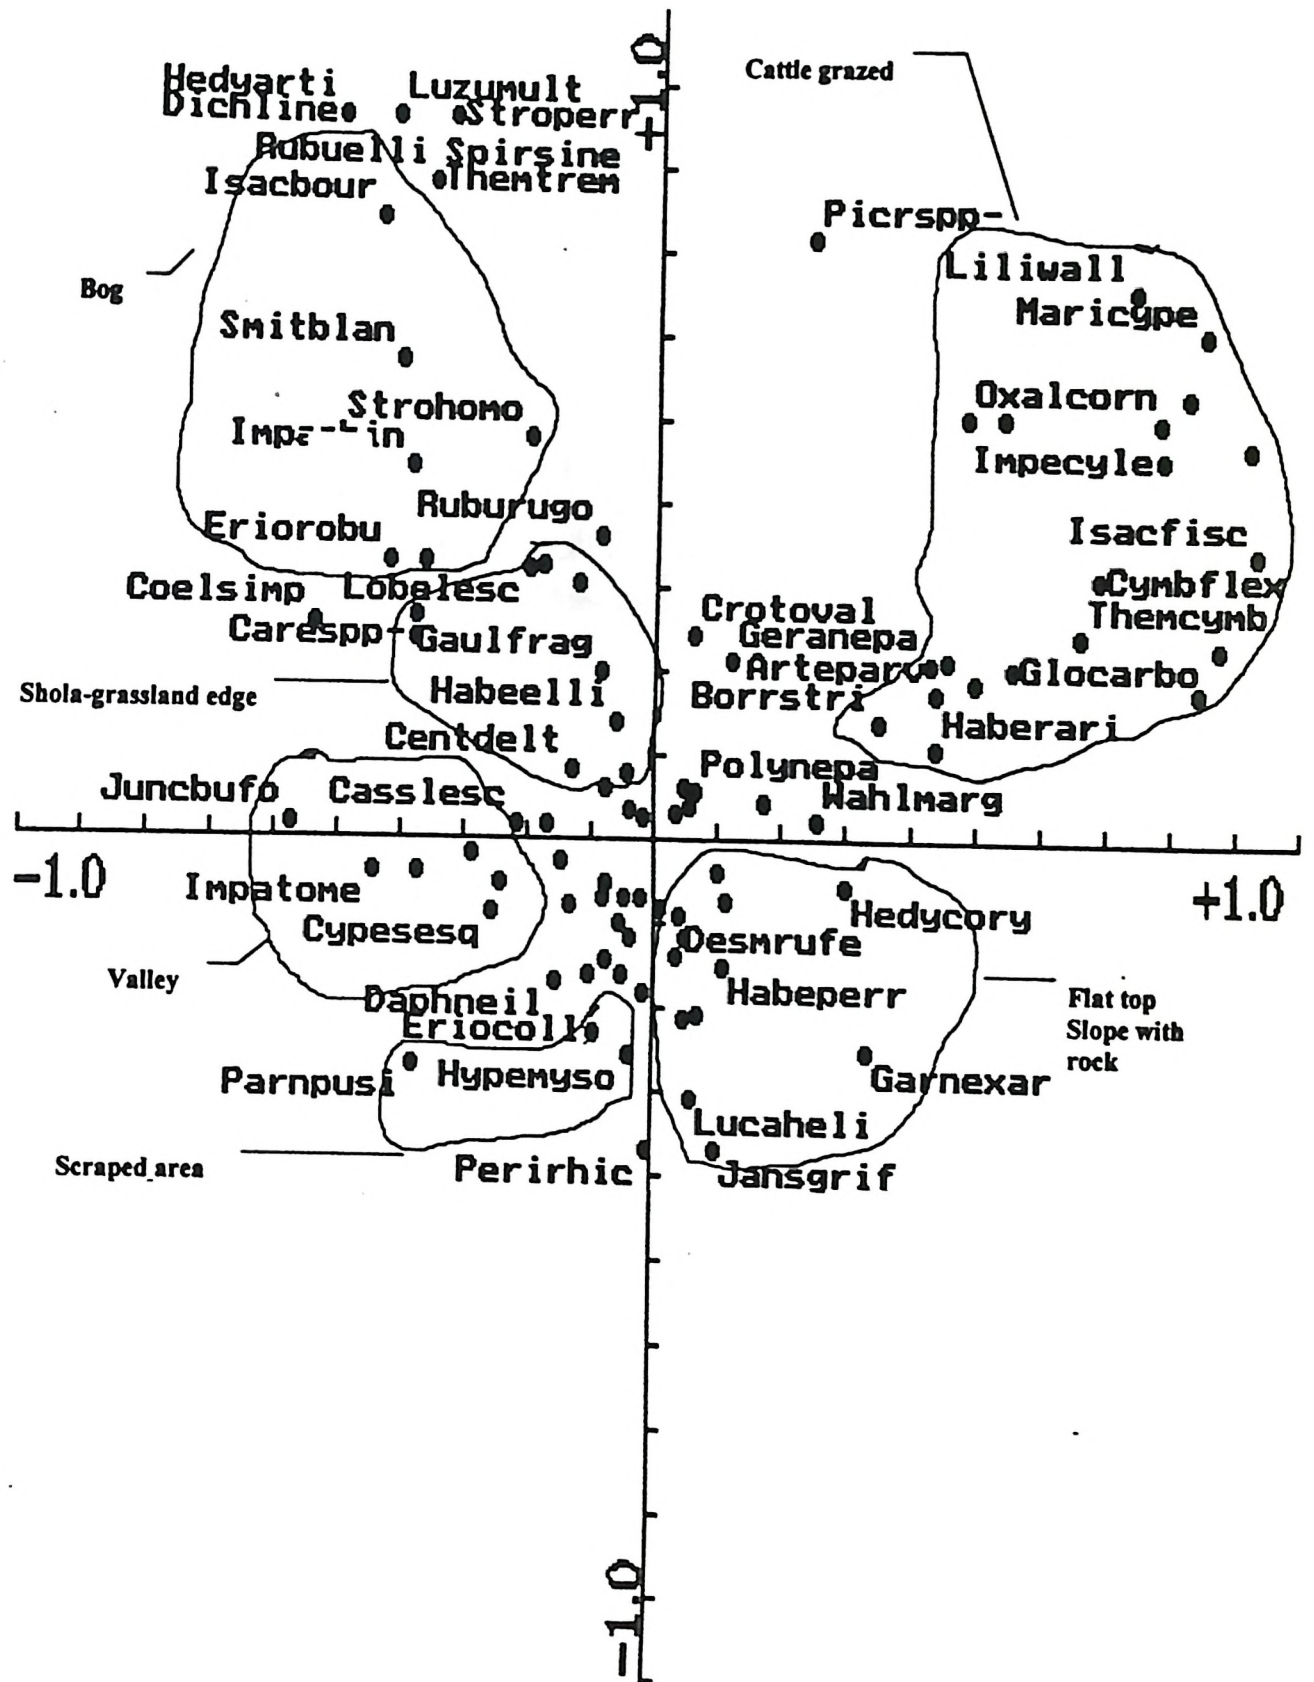 +1.0
Cattle grazed
Hedyarti
Luzumult
Dichline
Stroperr
Rubuelli
Spirsine
Isacbour
Themtrem
Picrspp-
Bog
Liliwall
Maricype
Smitblan
Oxalcorn
Strohomo
Impecyle
Ruburugo
Eriorobu
Isacfisc
Coelsimp
Lobelesc
Cymbflex
Crotoval
Themcymb
Carespp-
Gaulfrag
Geranepa
Arteparv
Glocarbo
Shola-grassland edge
Habeelli
Borrstri
Haberari
Centdelt
Polynepa
Juncbufo
Casslesc
Wahlmarg
-1.0
+1.0
Impatome
Hedycory
Cypesesq
Desmrufe
Valley
Habeperr
Flat top
Slope with
rock
Daphneil
Eriocoll
Parnpusi
Hypemyso
Garnexar
Lucaheli
Scraped area
Perirhic
Jansgrif
-1.0